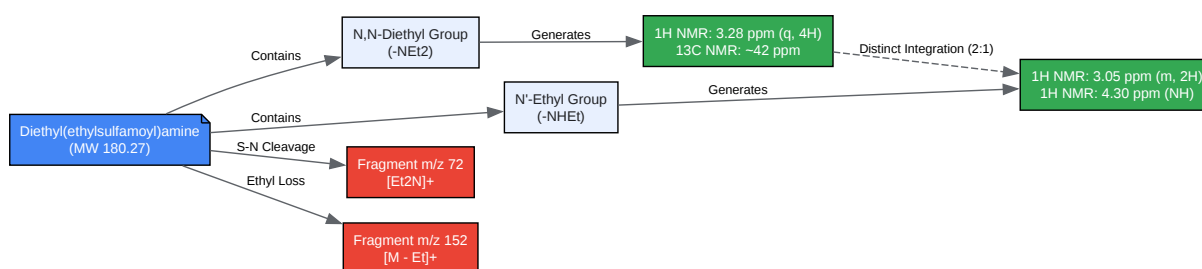 N,N-Diethyl Group
(-NEt2)
Generates
1H NMR: 3.28 ppm (q, 4H)
13C NMR: ~42 ppm
Distinct Integration (2:1)
Contains
N'-Ethyl Group
(-NHEt)
Generates
1H NMR: 3.05 ppm (m, 2H)
1H NMR: 4.30 ppm (NH)
Diethyl(ethylsulfamoyl)amine
(MW 180.27)
Contains
S-N Cleavage
Fragment m/z 72
[Et2N]+
Ethyl Loss
Fragment m/z 152
[M - Et]+